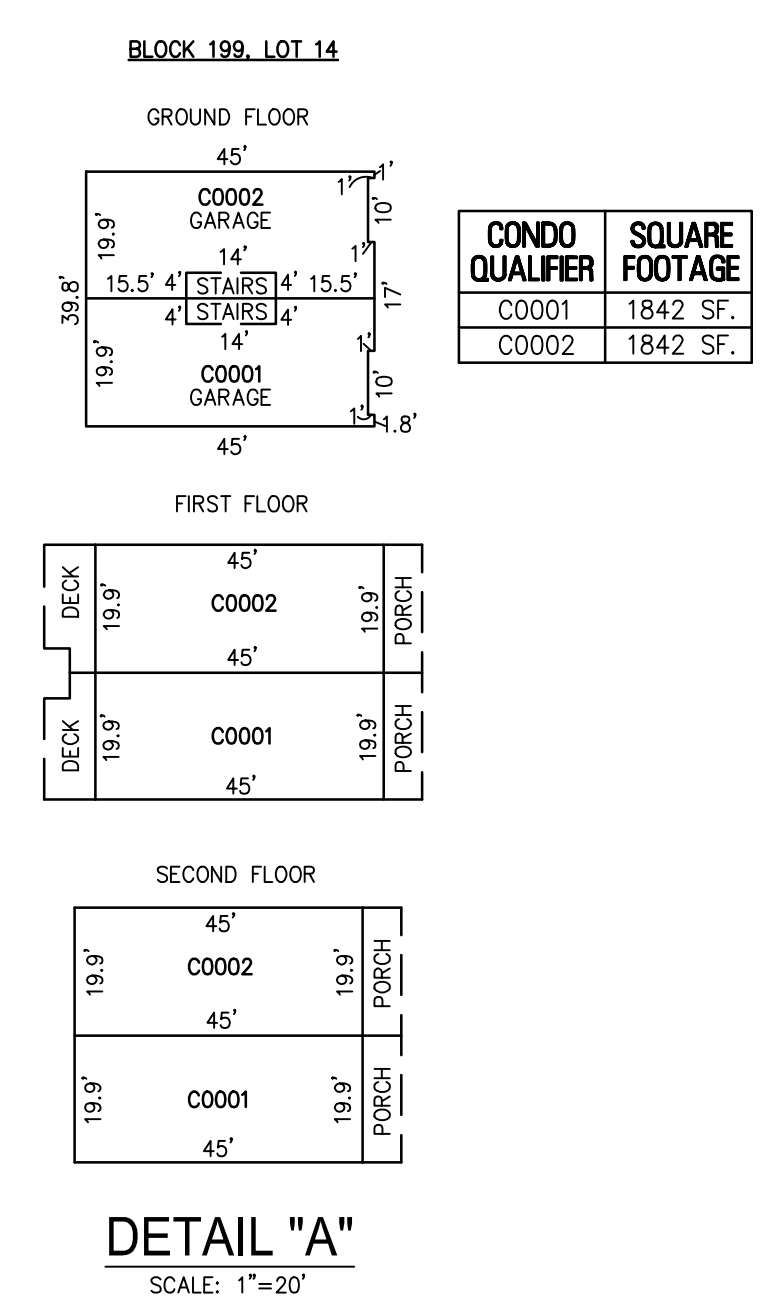 BLOCK 199, LOT 14
GROUND FLOOR
45'
1'
1'
C0002
GARAGE
10'
19.9'
14'
1'
15.5' 4' STAIRS 4' 15.5'
39.8'
17'
4' STAIRS 4'
14'
1'
19.9'
C0001
GARAGE
10'
1'
1.8'
45'
CONDO QUALIFIER SQUARE FOOTAGE
C0001 1842 SF.
C0002 1842 SF.
FIRST FLOOR
45'
DECK 19.9' C0002 19.9' PORCH
45'
DECK 19.9' C0001 19.9' PORCH
45'
SECOND FLOOR
45'
19.9' C0002 19.9' PORCH
45'
19.9' C0001 19.9' PORCH
45'
DETAIL "A"
SCALE: 1"=20'